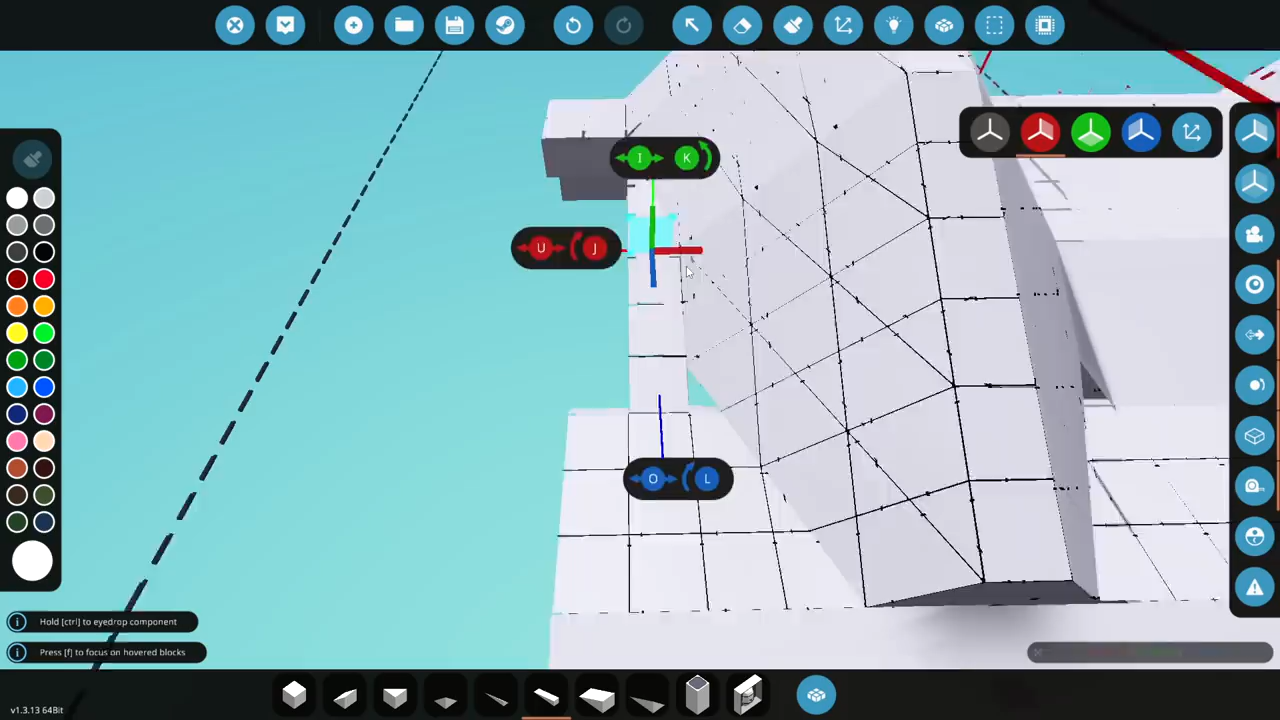 I K
U J
O L
Hold [ctrl] to eyedrop component
Press [f] to focus on hovered blocks
v1.3.13 64Bit